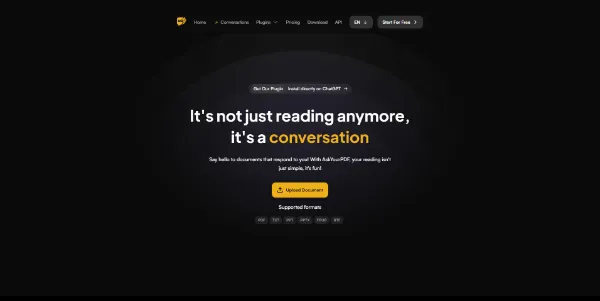 Home
Conversations
Plugins
Pricing
Download
API
EN
Start For Free
Get Our Plugin
Install directly on ChatGPT
It's not just reading anymore,
it's a conversation
Say hello to documents that respond to you! With AskYourPDF, your reading isn't
just simple, it's fun!
Upload Document
Supported formats
PDF
TXT
PPT
PPTX
EPUB
RTF